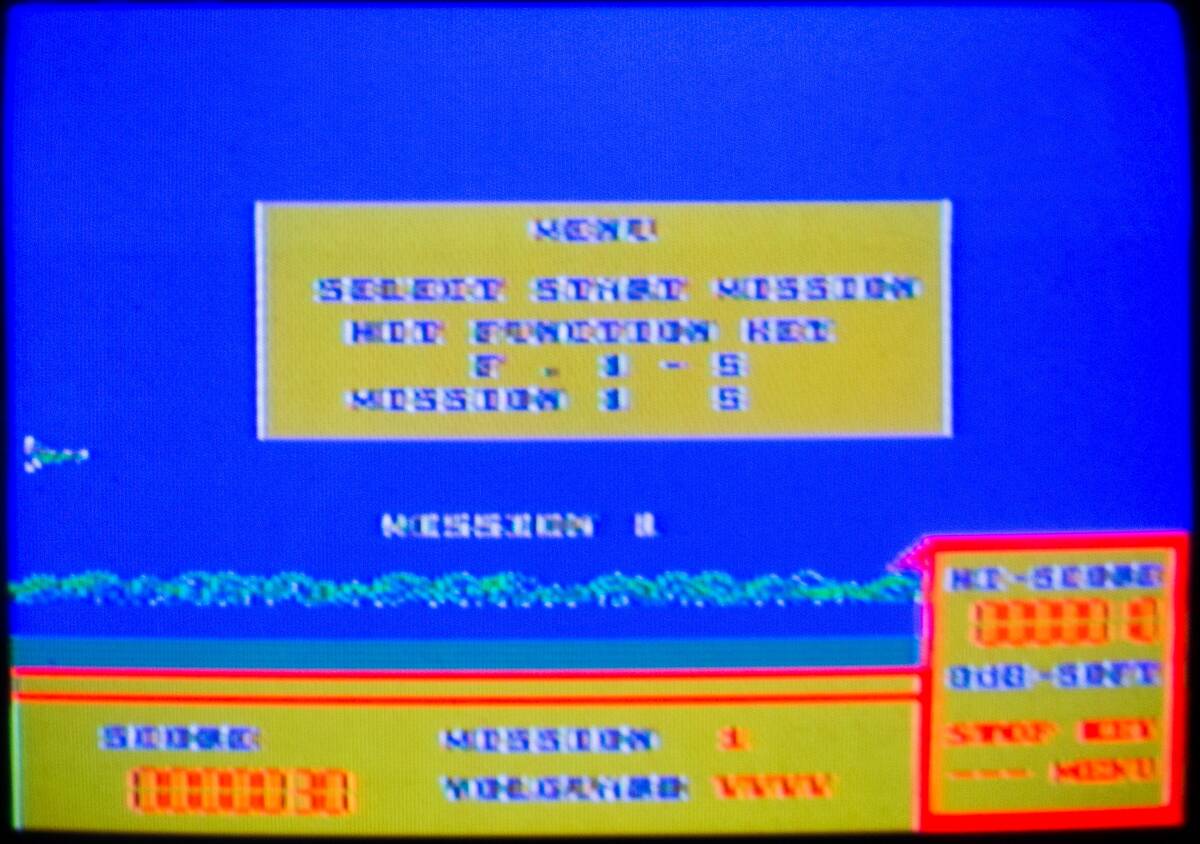 MENU
SELECT START MISSION
HIT FUNCTION KEY
F . 1 - 5
MISSION 1 5
MISSION 1
HI-SCORE
SCORE
MISSION 1
STOP KEY
--- MENU